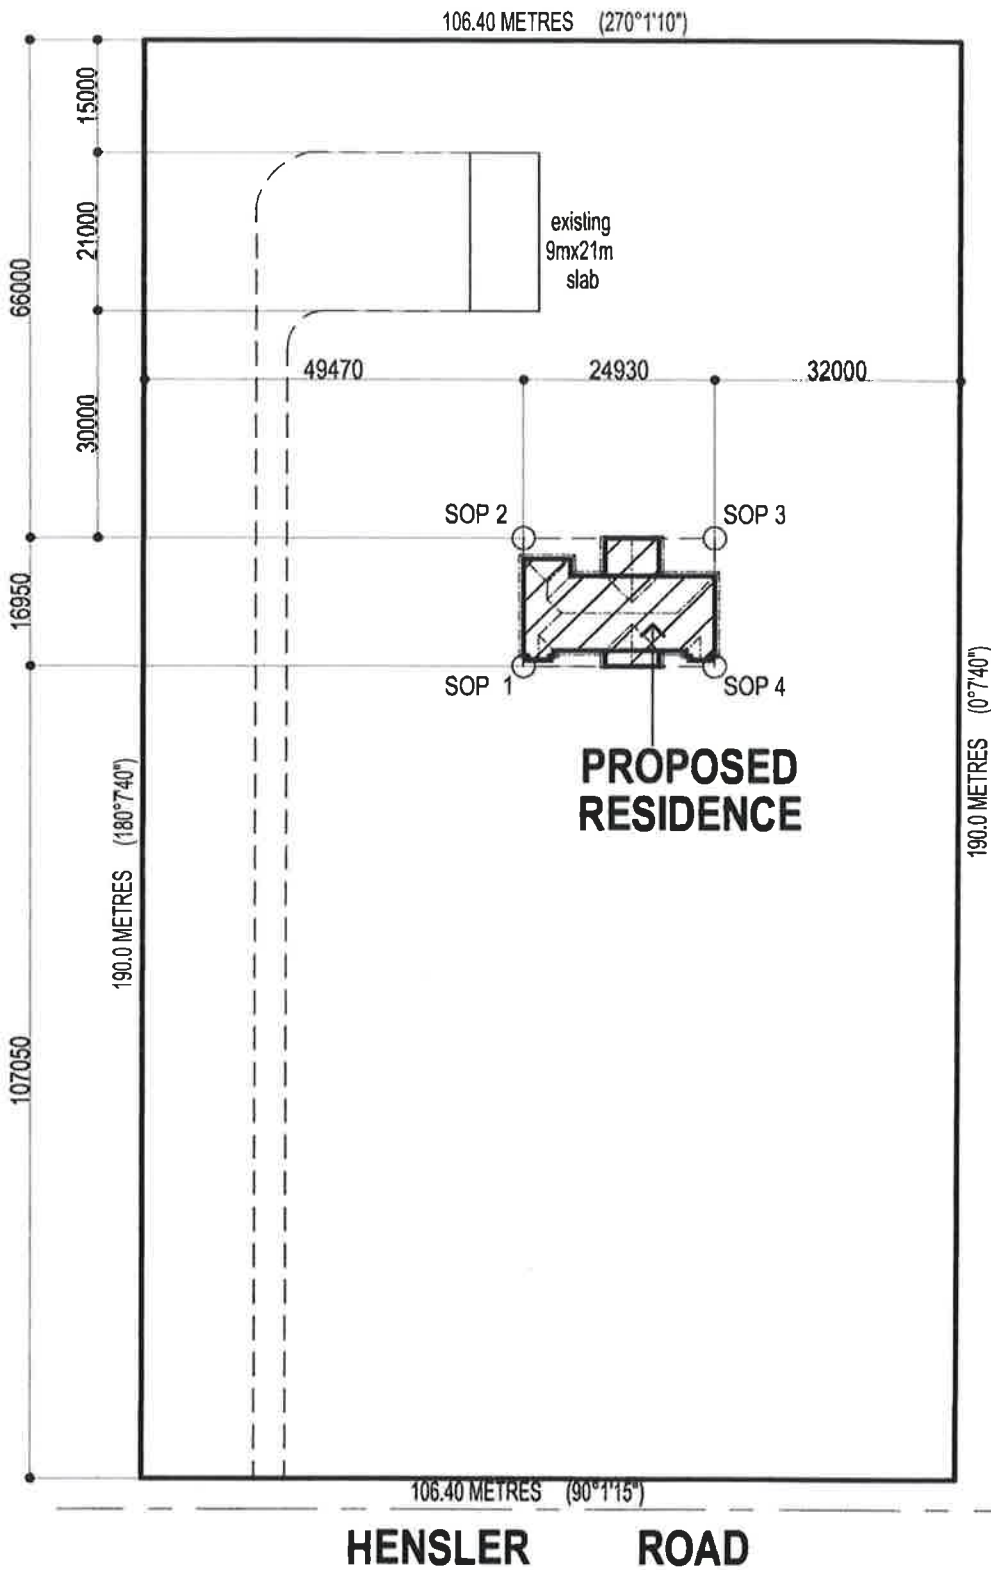 106.40 METRES (270°1'10")
15000
21000
66000
existing
9mx21m
slab
49470
24930
32000
30000
SOP 2
SOP 3
16950
SOP 1
SOP 4
190.0 METRES (0°7'40")
PROPOSED
RESIDENCE
190.0 METRES (180°7'40")
107050
106.40 METRES (90°1'15")
HENSLER ROAD